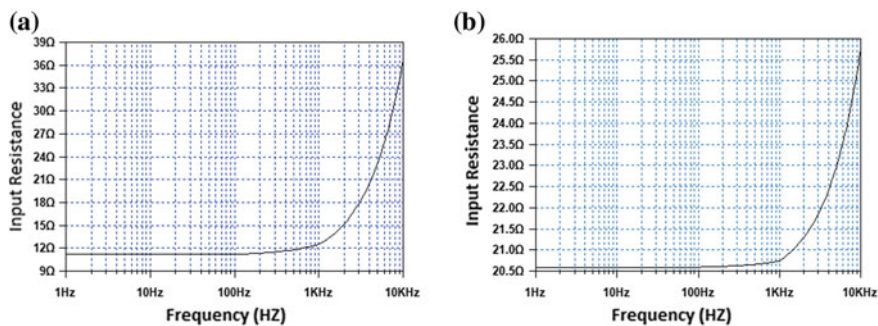 (a)
39Ω
36Ω
33Ω
30Ω
27Ω
24Ω
21Ω
18Ω
15Ω
12Ω
9Ω
Input Resistance
1Hz 10Hz 100Hz 1KHz 10KHz
Frequency (HZ)
(b)
26.0Ω
25.5Ω
25.0Ω
24.5Ω
24.0Ω
23.5Ω
23.0Ω
22.5Ω
22.0Ω
21.5Ω
21.0Ω
20.5Ω
Input Resistance
1Hz 10Hz 100Hz 1KHz 10KHz
Frequency (HZ)